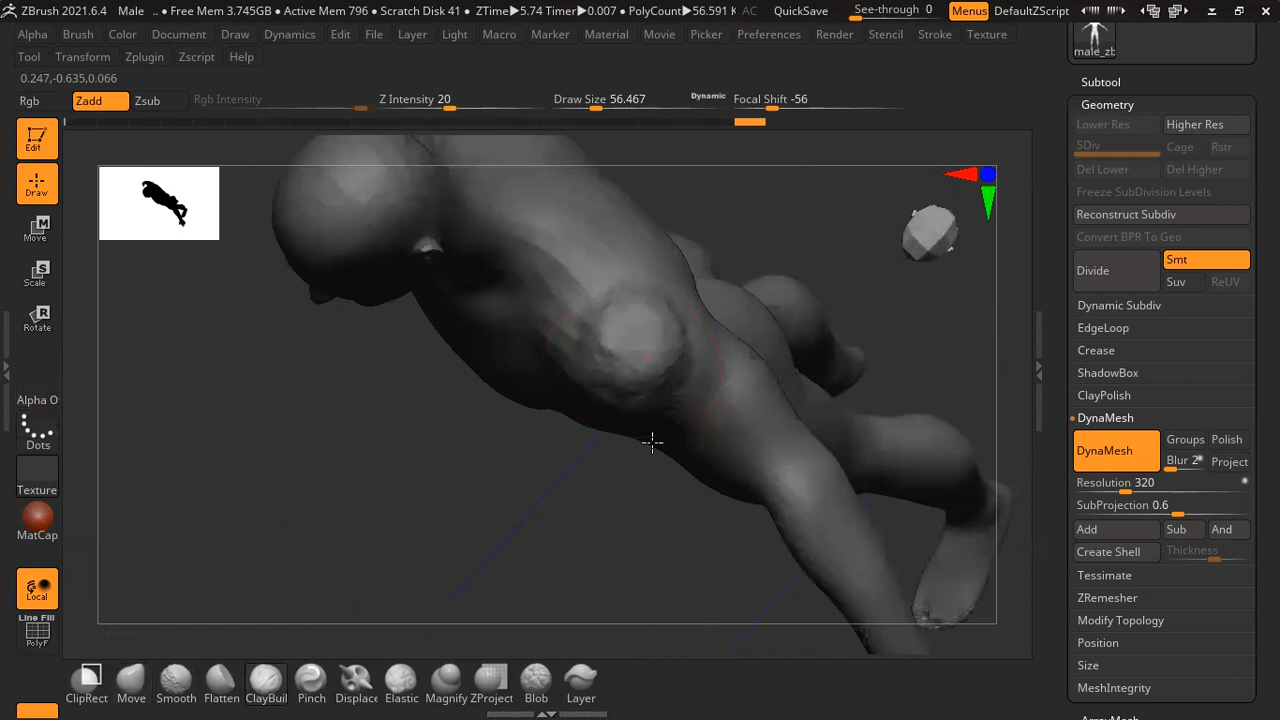 ZBrush 2021.6.4 Male .. • Free Mem 3.745GB • Active Mem 796 • Scratch Disk 41 • ZTime▶5.74 Timer▶0.007 • PolyCount▶56.591 K AC QuickSave See-through 0 Menus DefaultZScript
Alpha Brush Color Document Draw Dynamics Edit File Layer Light Macro Marker Material Movie Picker Preferences Render Stencil Stroke Texture
Tool Transform Zplugin Zscript Help
0.247,-0.635,0.066
Rgb Zadd Zsub Rgb Intensity Z Intensity 20 Draw Size 56.467 Dynamic Focal Shift -56
Edit
Draw
Move
Scale
Rotate
Alpha O
Dots
Texture
MatCap
Local
Line Fill
PolyF
ClipRect Move Smooth Flatten ClayBuil Pinch Displace Elastic Magnify ZProject Blob Layer
male_zb
Subtool
Geometry
Lower Res Higher Res
SDiv Cage Rstr
Del Lower Del Higher
Freeze SubDivision Levels
Reconstruct Subdiv
Convert BPR To Geo
Divide Smt
Suv ReUV
Dynamic Subdiv
EdgeLoop
Crease
ShadowBox
ClayPolish
DynaMesh
DynaMesh Groups Polish
Blur 2 Project
Resolution 320
SubProjection 0.6
Add Sub And
Create Shell Thickness
Tessimate
ZRemesher
Modify Topology
Position
Size
MeshIntegrity